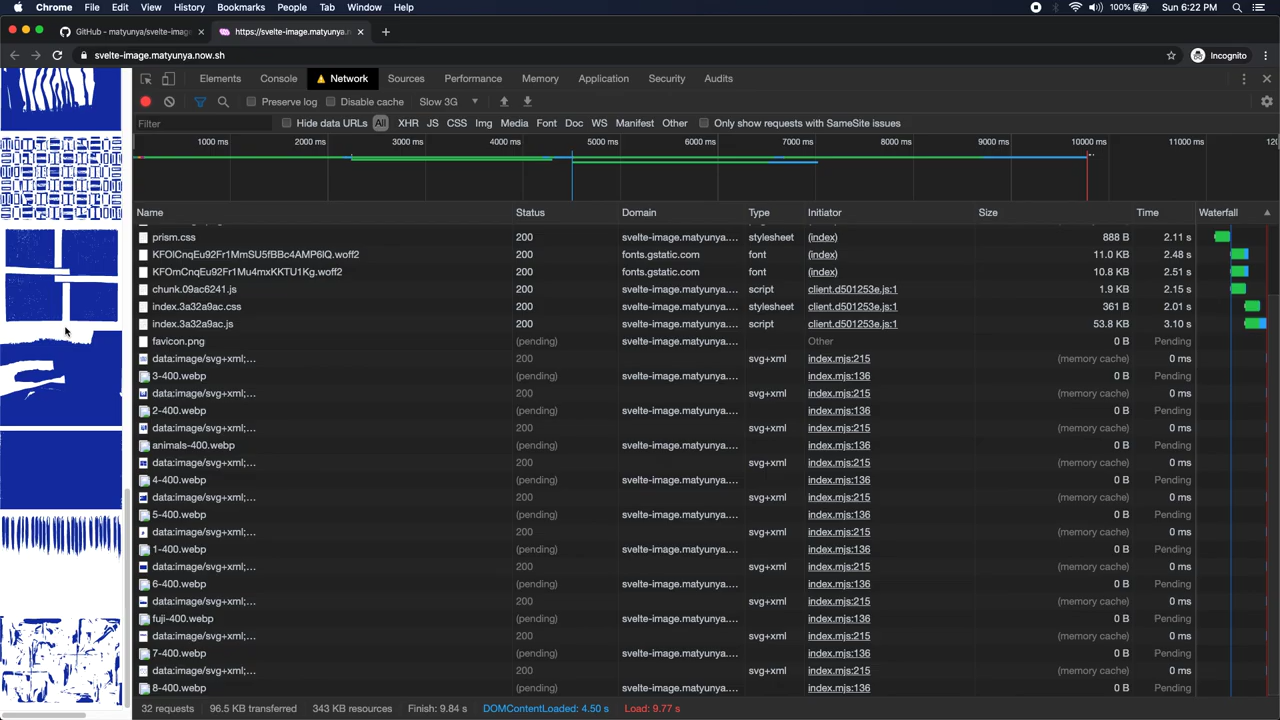 Chrome File Edit View History Bookmarks People Tab Window Help 100% Sun 6:22 PM
GitHub - matyunya/svelte-image https://svelte-image.matyunya.now.sh
svelte-image.matyunya.now.sh Incognito
Elements Console Network Sources Performance Memory Application Security Audits
Preserve log Disable cache Slow 3G
Filter Hide data URLs All XHR JS CSS Img Media Font Doc WS Manifest Other Only show requests with SameSite issues
1000 ms 2000 ms 3000 ms 4000 ms 5000 ms 6000 ms 7000 ms 8000 ms 9000 ms 10000 ms 11000 ms 120
Name Status Domain Type Initiator Size Time Waterfall
prism.css 200 svelte-image.matyunya.... stylesheet (index) 888 B 2.11 s
KFOlCnqEu92Fr1MmSU5fBBc4AMP6lQ.woff2 200 fonts.gstatic.com font (index) 11.0 KB 2.48 s
KFOmCnqEu92Fr1Mu4mxKKTU1Kg.woff2 200 fonts.gstatic.com font (index) 10.8 KB 2.51 s
chunk.09ac6241.js 200 svelte-image.matyunya.... script client.d501253e.js:1 1.9 KB 2.15 s
index.3a32a9ac.css 200 svelte-image.matyunya.... stylesheet client.d501253e.js:1 361 B 2.01 s
index.3a32a9ac.js 200 svelte-image.matyunya.... script client.d501253e.js:1 53.8 KB 3.10 s
favicon.png (pending) svelte-image.matyunya.... Other 0 B Pending
data:image/svg+xml;... 200 svg+xml index.mjs:215 (memory cache) 0 ms
3-400.webp (pending) svelte-image.matyunya.... index.mjs:136 0 B Pending
data:image/svg+xml;... 200 svg+xml index.mjs:215 (memory cache) 0 ms
2-400.webp (pending) svelte-image.matyunya.... index.mjs:136 0 B Pending
data:image/svg+xml;... 200 svg+xml index.mjs:215 (memory cache) 0 ms
animals-400.webp (pending) svelte-image.matyunya.... index.mjs:136 0 B Pending
data:image/svg+xml;... 200 svg+xml index.mjs:215 (memory cache) 0 ms
4-400.webp (pending) svelte-image.matyunya.... index.mjs:136 0 B Pending
data:image/svg+xml;... 200 svg+xml index.mjs:215 (memory cache) 0 ms
5-400.webp (pending) svelte-image.matyunya.... index.mjs:136 0 B Pending
data:image/svg+xml;... 200 svg+xml index.mjs:215 (memory cache) 0 ms
1-400.webp (pending) svelte-image.matyunya.... index.mjs:136 0 B Pending
data:image/svg+xml;... 200 svg+xml index.mjs:215 (memory cache) 0 ms
6-400.webp (pending) svelte-image.matyunya.... index.mjs:136 0 B Pending
data:image/svg+xml;... 200 svg+xml index.mjs:215 (memory cache) 0 ms
fuji-400.webp (pending) svelte-image.matyunya.... index.mjs:136 0 B Pending
data:image/svg+xml;... 200 svg+xml index.mjs:215 (memory cache) 0 ms
7-400.webp (pending) svelte-image.matyunya.... index.mjs:136 0 B Pending
data:image/svg+xml;... 200 svg+xml index.mjs:215 (memory cache) 0 ms
8-400.webp (pending) svelte-image.matyunya.... index.mjs:136 0 B Pending
32 requests 96.5 KB transferred 343 KB resources Finish: 9.84 s DOMContentLoaded: 4.50 s Load: 9.77 s